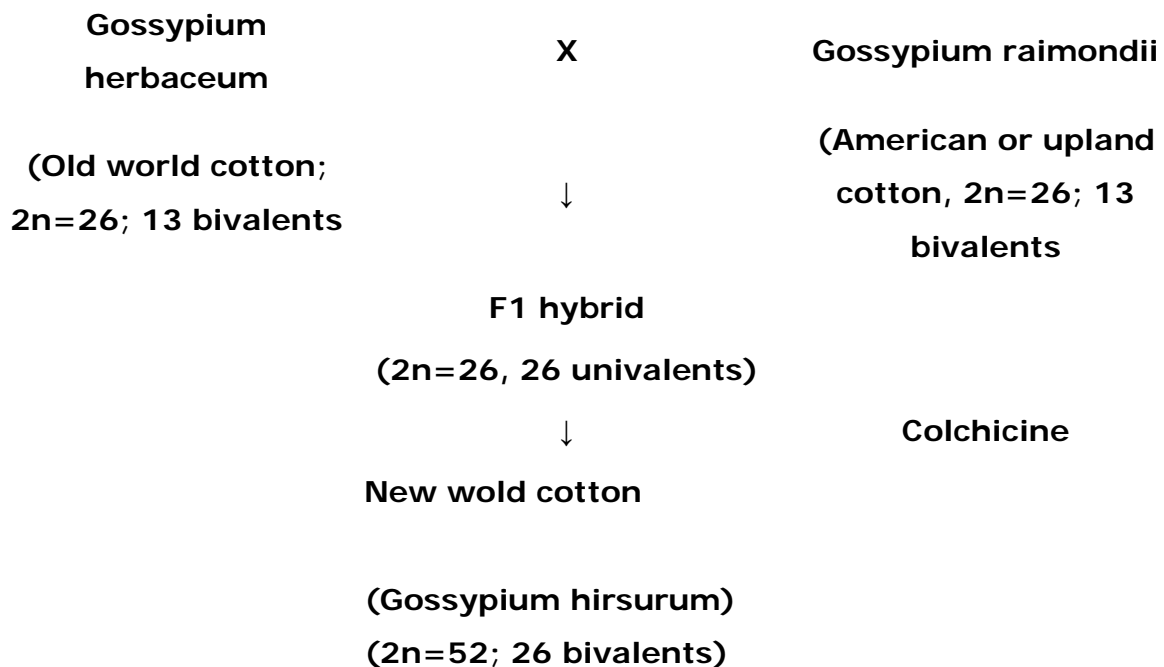 Gossypium
herbaceum
X
Gossypium raimondii
(Old world cotton;
2n=26; 13 bivalents
↓
(American or upland
cotton, 2n=26; 13
bivalents
F1 hybrid
(2n=26, 26 univalents)
↓
Colchicine
New wold cotton
(Gossypium hirsurum)
(2n=52; 26 bivalents)